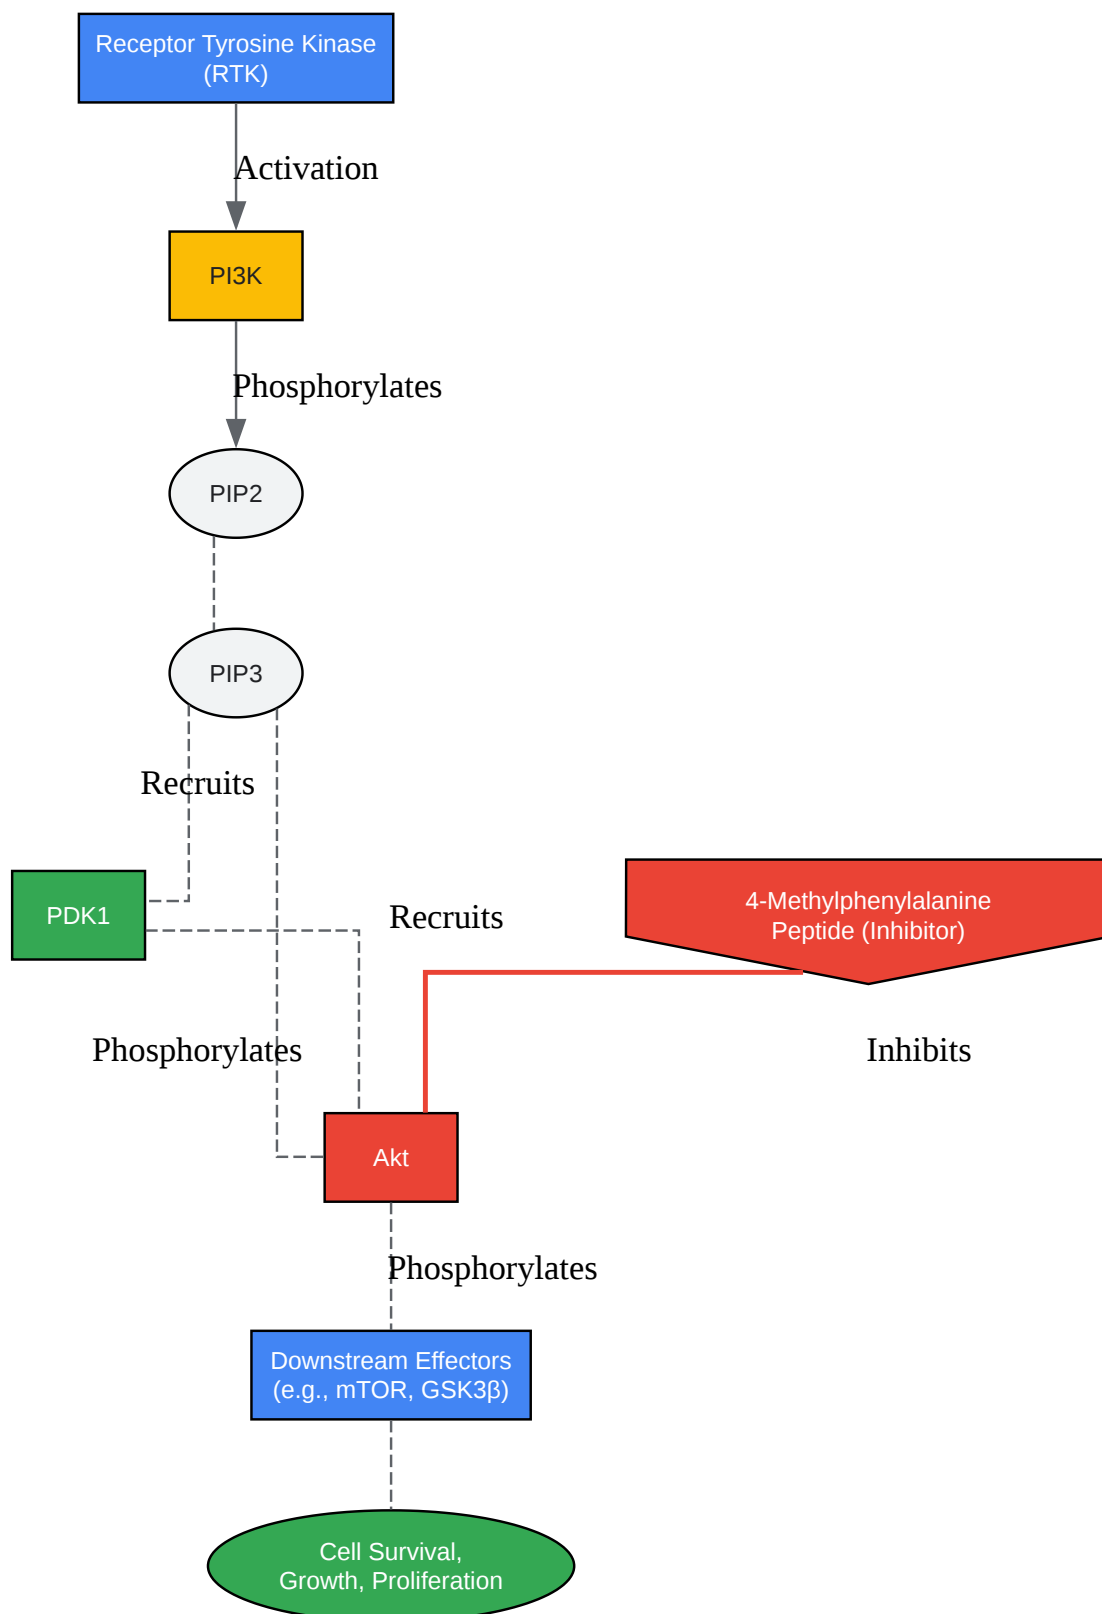 Receptor Tyrosine Kinase
(RTK)
Activation
PI3K
Phosphorylates
PIP2
PIP3
Recruits
PDK1
Recruits
4-Methylphenylalanine
Peptide (Inhibitor)
Phosphorylates
Inhibits
Akt
Phosphorylates
Downstream Effectors
(e.g., mTOR, GSK3β)
Cell Survival,
Growth, Proliferation